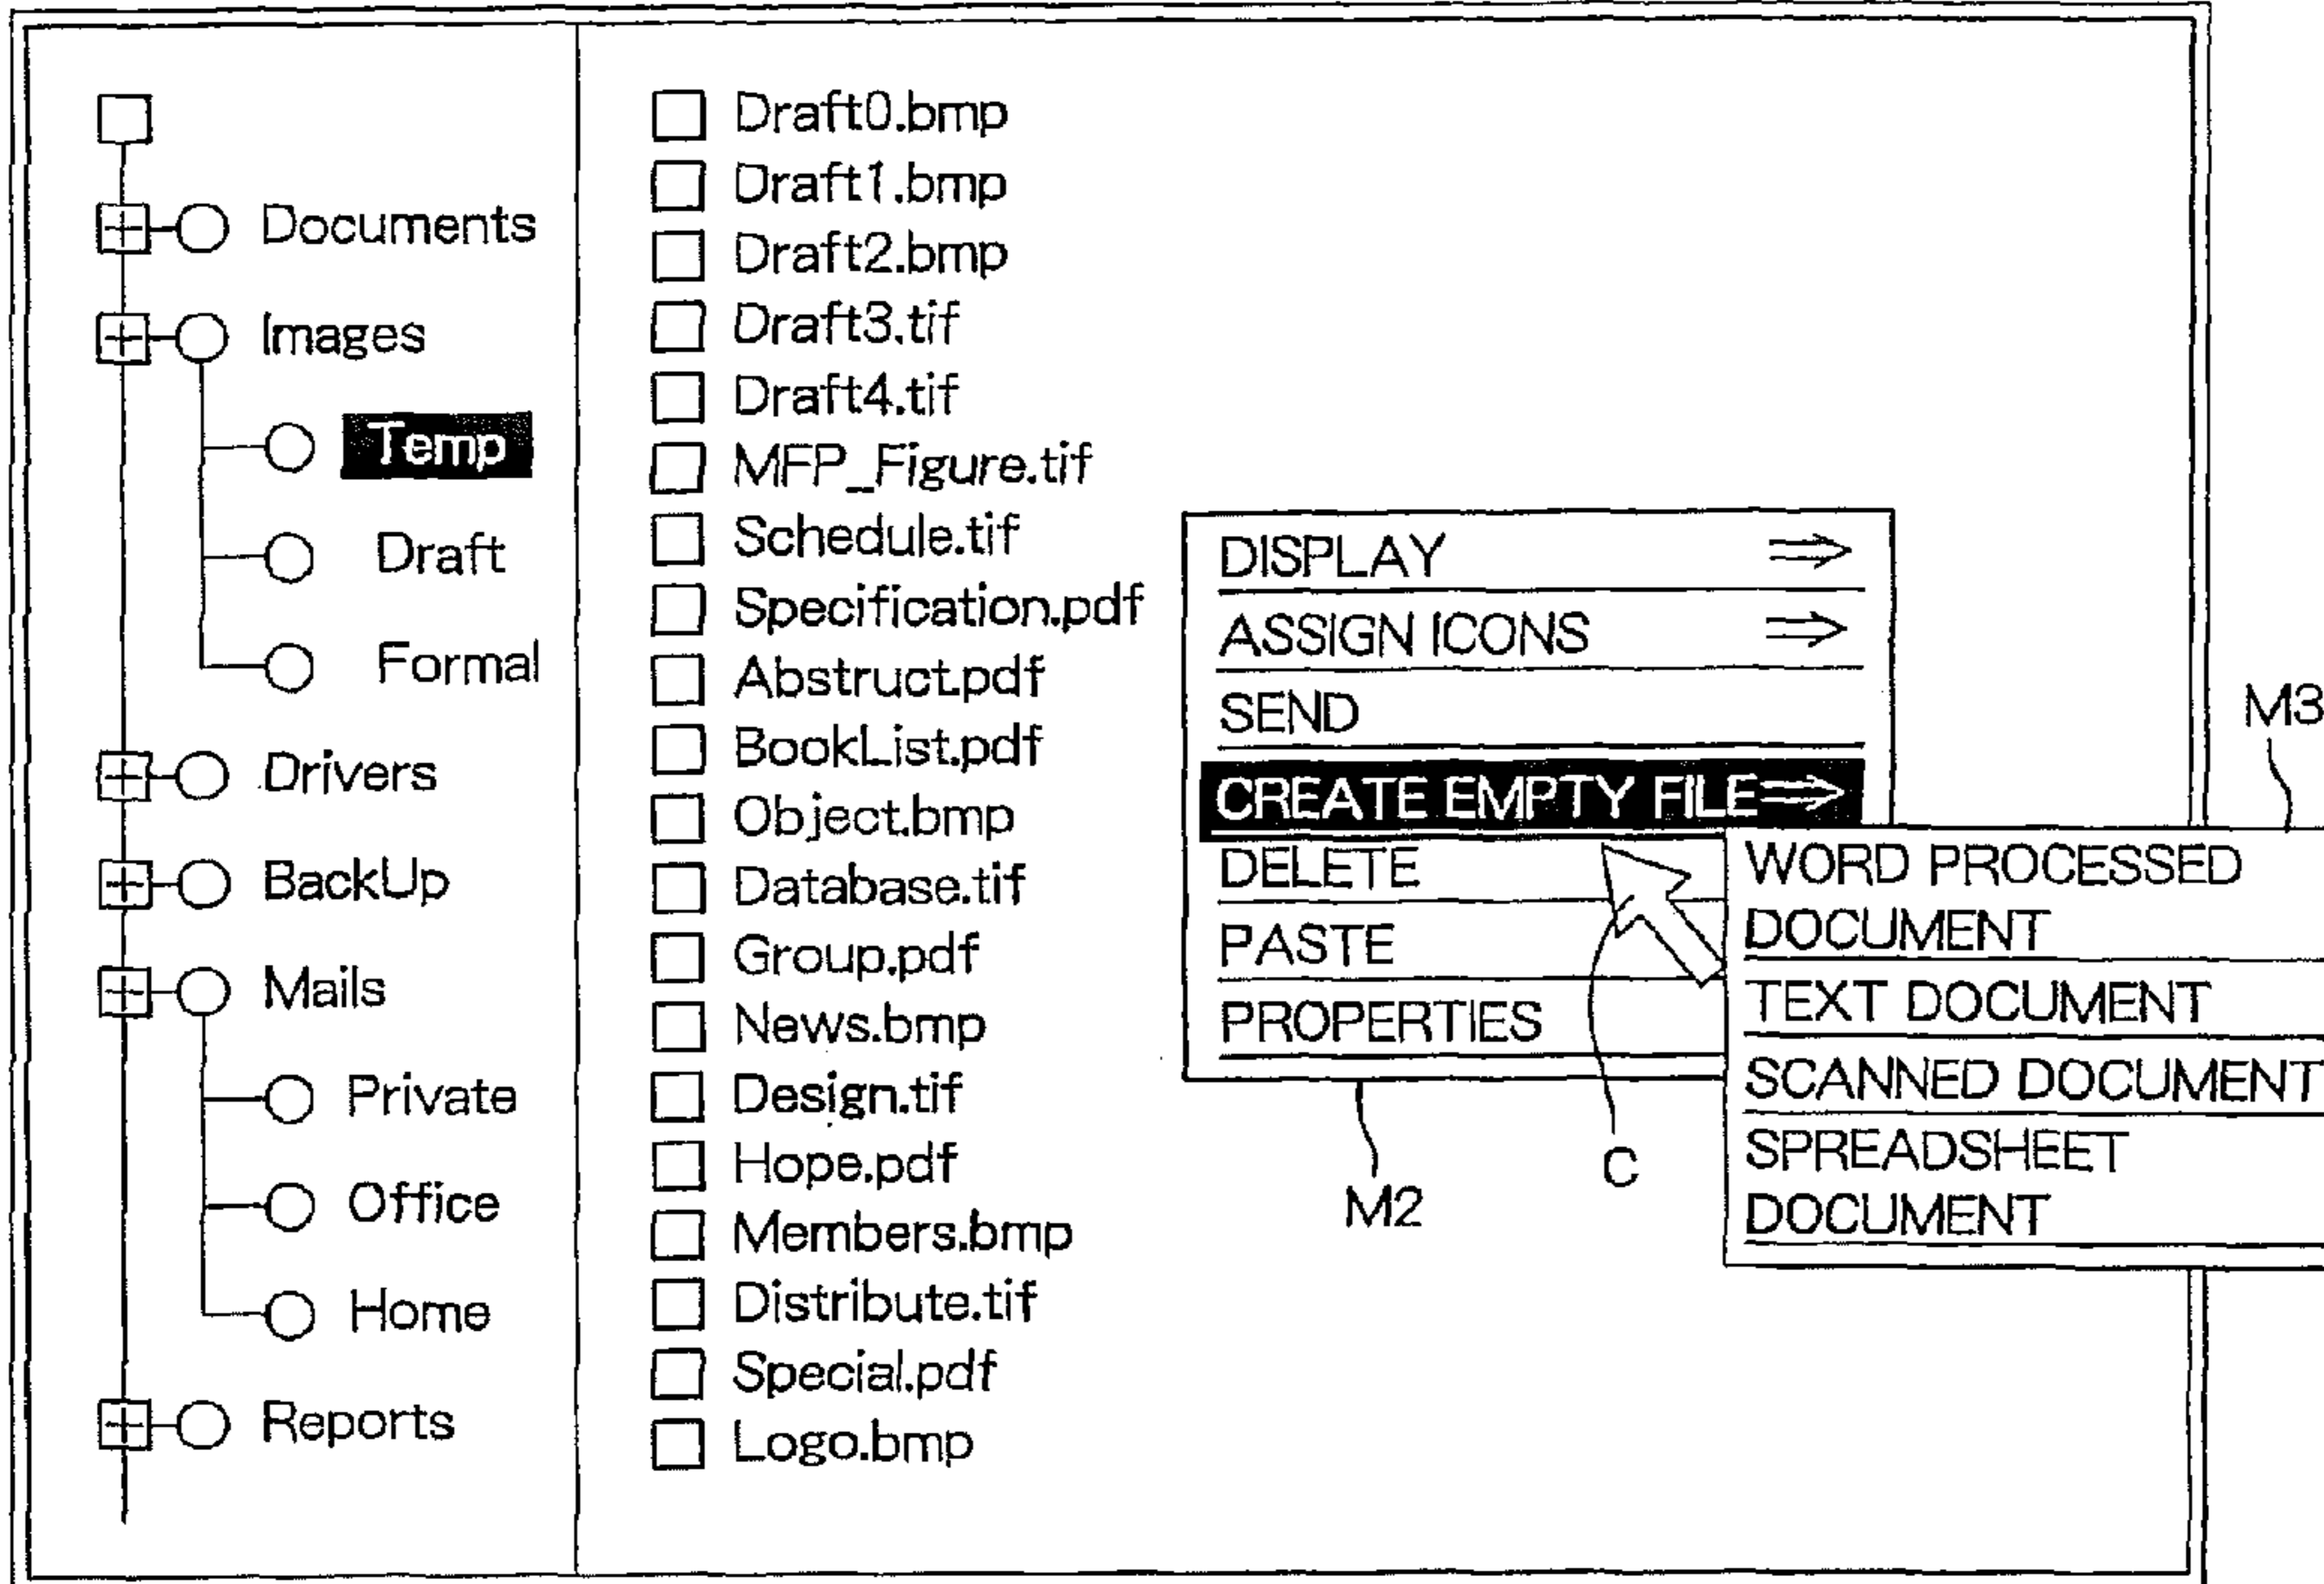 Documents
Images
Temp
Draft
Formal
Drivers
BackUp
Mails
Private
Office
Home
Reports
Draft0.bmp
Draft1.bmp
Draft2.bmp
Draft3.tif
Draft4.tif
MFP_Figure.tif
Schedule.tif
Specification.pdf
Abstruct.pdf
BookList.pdf
Object.bmp
Database.tif
Group.pdf
News.bmp
Design.tif
Hope.pdf
Members.bmp
Distribute.tif
Special.pdf
Logo.bmp
DISPLAY ⇒
ASSIGN ICONS ⇒
SEND
CREATE EMPTY FILE⇒
DELETE
PASTE
PROPERTIES
M2
C
M3
WORD PROCESSED
DOCUMENT
TEXT DOCUMENT
SCANNED DOCUMENT
SPREADSHEET
DOCUMENT